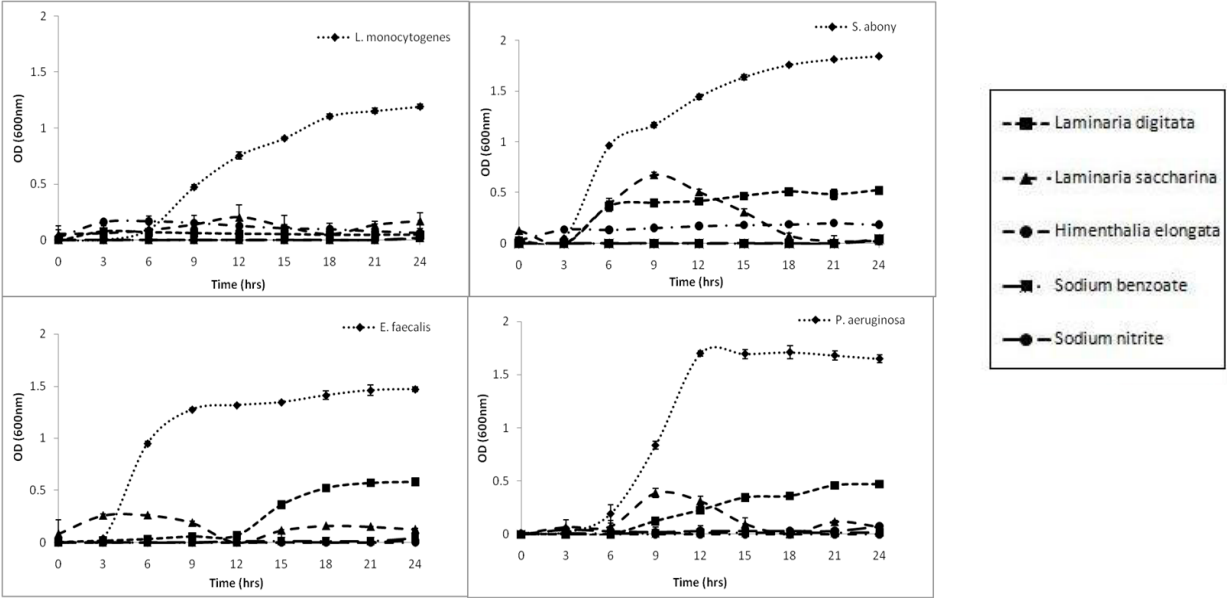 2
1.5
1
0.5
0
OD (600nm)
L. monocytogenes
0 3 6 9 12 15 18 21 24
Time (hrs)
2
1.5
1
0.5
0
OD (600nm)
S. abony
0 3 6 9 12 15 18 21 24
Time (hrs)
2
1.5
1
0.5
0
OD (600nm)
E. faecalis
0 3 6 9 12 15 18 21 24
Time (hrs)
2
1.5
1
0.5
0
OD (600nm)
P. aeruginosa
0 3 6 9 12 15 18 21 24
Time (hrs)
Laminaria digitata
Laminaria saccharina
Himenthalia elongata
Sodium benzoate
Sodium nitrite